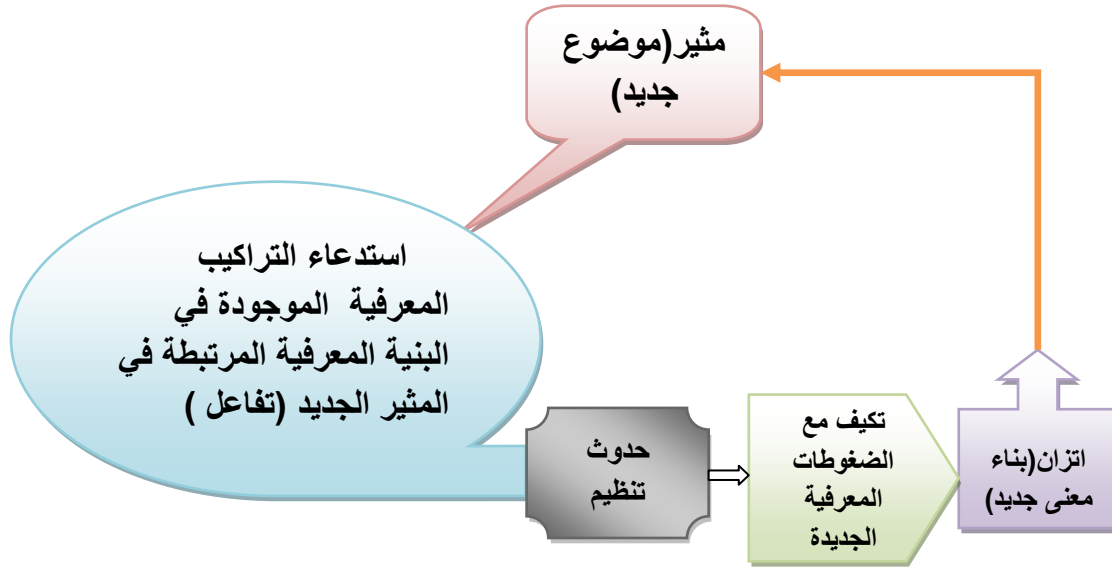 مثير(موضوع
جديد)
استدعاء التراكيب
المعرفية الموجودة في
البنية المعرفية المرتبطة في
المثير الجديد (تفاعل )
حدوث
تنظيم
تكيف مع
الضغوطات
المعرفية
الجديدة
اتزان(بناء
معنى جديد)